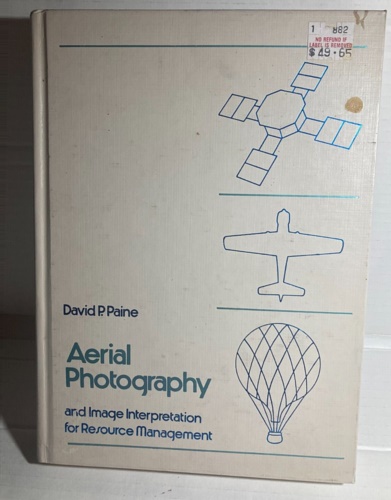 1 882
NO REFUND IF
LABEL IS REMOVED
$49.65
David P. Paine
Aerial
Photography
and Image Interpretation
for Resource Management